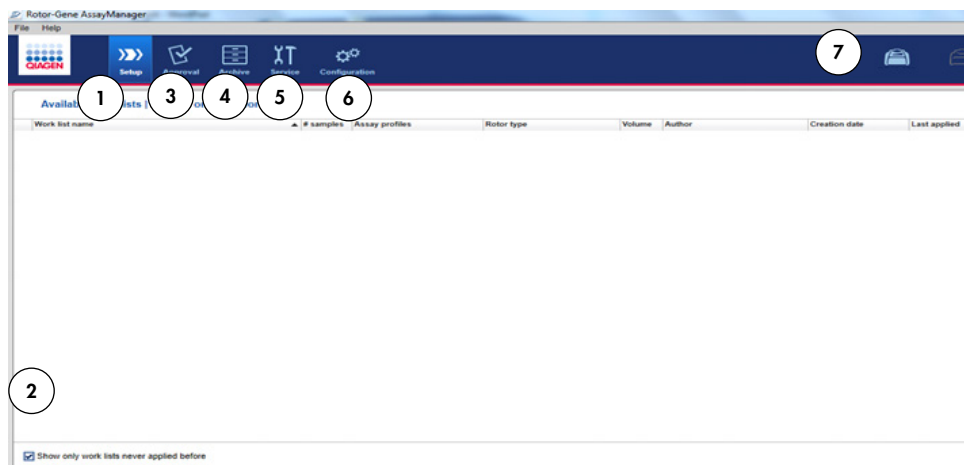 Rotor-Gene AssayManager
File Help
QIAGEN
Setup Approval Archive Service Configuration
7
1 3 4 5 6
Work list name # samples Assay profiles Rotor type Volume Author Creation date Last applied
2
Show only work lists never applied before